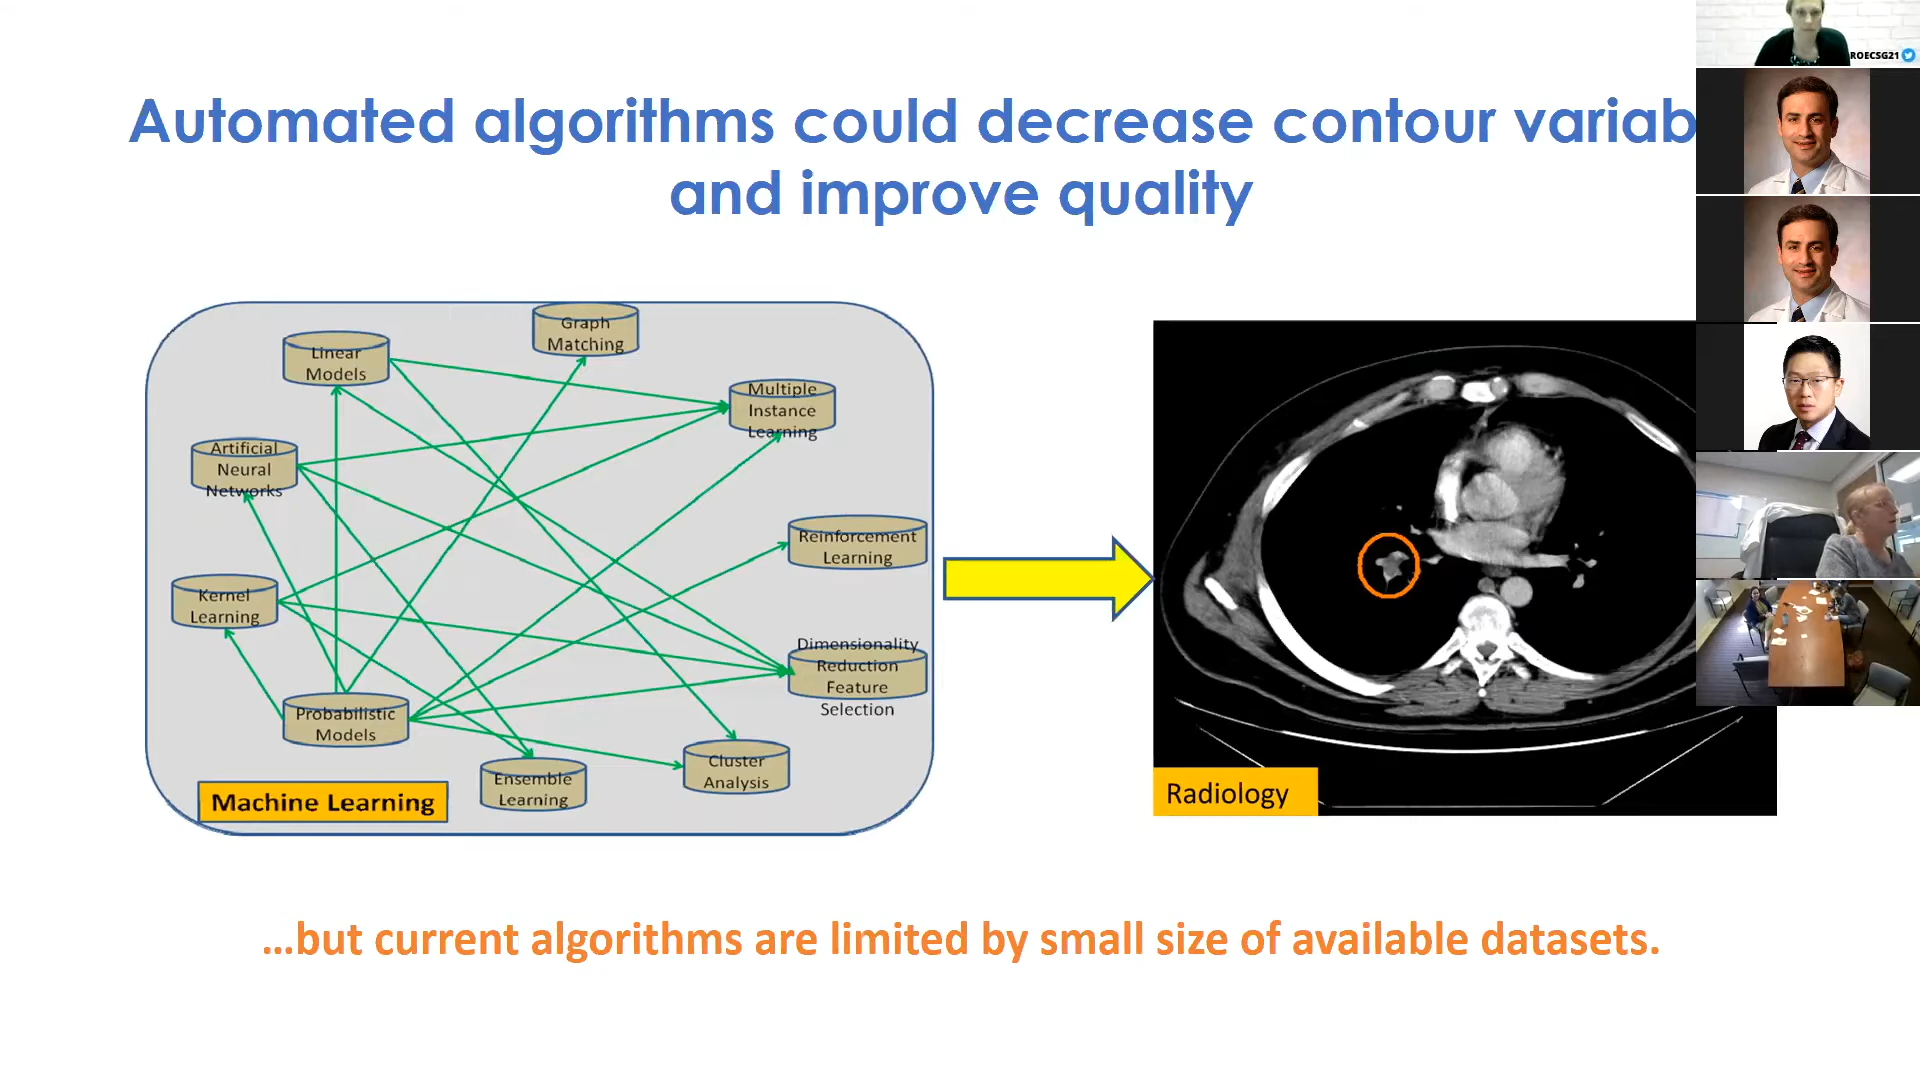 Automated algorithms could decrease contour variab
and improve quality
ROECSG21
Graph
Matching
Linear
Models
Multiple
Instance
Learning
Artificial
Neural
Networks
Reinforcement
Learning
Kernel
Learning
Dimensionality
Reduction
Feature
Selection
Probabilistic
Models
Cluster
Analysis
Ensemble
Learning
Machine Learning
Radiology
...but current algorithms are limited by small size of available datasets.